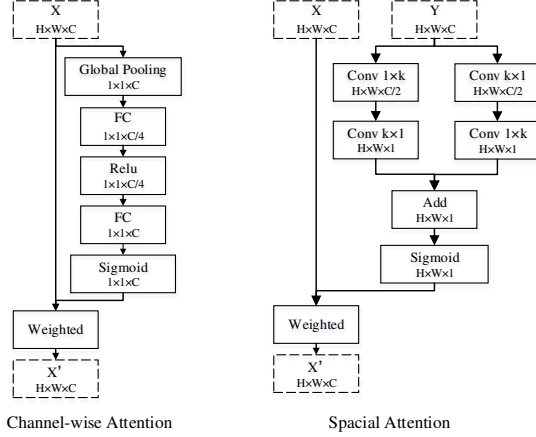 X
H×W×C
Global Pooling
1×1×C
FC
1×1×C/4
Relu
1×1×C/4
FC
1×1×C
Sigmoid
1×1×C
Weighted
X'
H×W×C
Channel-wise Attention
X
H×W×C
Y
H×W×C
Conv 1×k
H×W×C/2
Conv k×1
H×W×C/2
Conv k×1
H×W×1
Conv 1×k
H×W×1
Add
H×W×1
Sigmoid
H×W×1
Weighted
X'
H×W×C
Spacial Attention